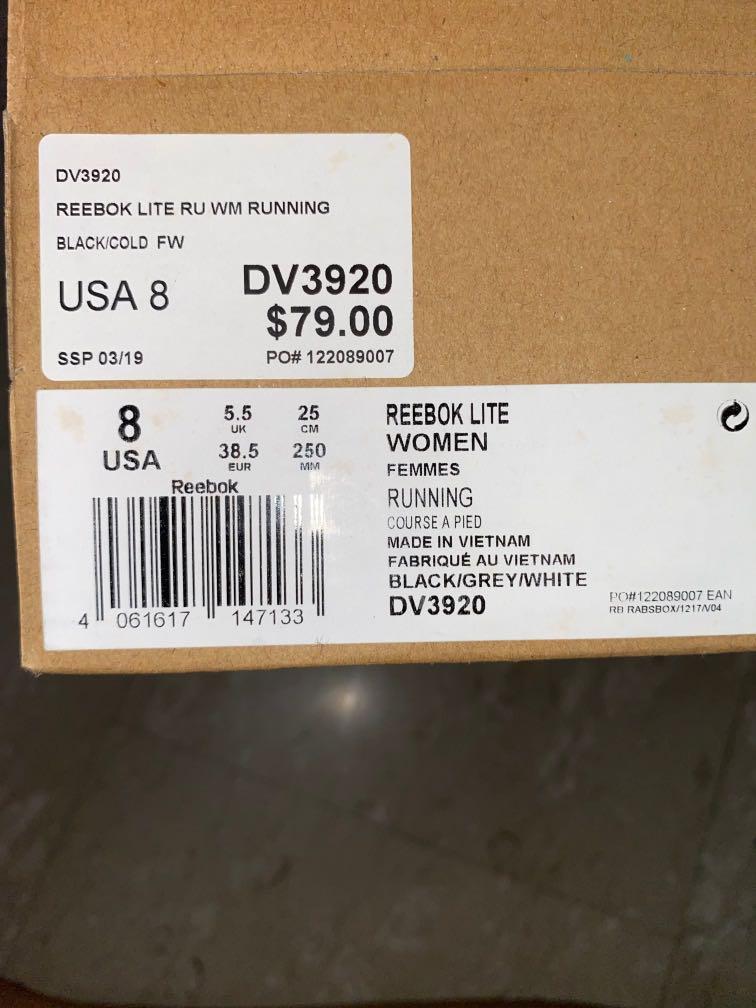 DV3920
REEBOK LITE RU WM RUNNING
BLACK/COLD FW
USA 8
DV3920
$79.00
SSP 03/19
PO# 122089007
8
USA
5.5
UK
25
CM
38.5
EUR
250
MM
Reebok
4 061617 147133
REEBOK LITE
WOMEN
FEMMES
RUNNING
COURSE A PIED
MADE IN VIETNAM
FABRIQUÉ AU VIETNAM
BLACK/GREY/WHITE
DV3920
PO#122089007 EAN
RB RABSBOX/1217/V04